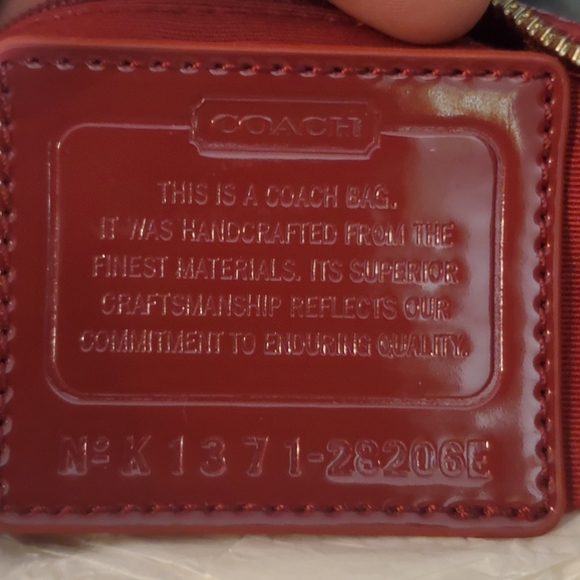 COACH
THIS IS A COACH BAG.
IT WAS HANDCRAFTED FROM THE
FINEST MATERIALS. ITS SUPERIOR
CRAFTSMANSHIP REFLECTS OUR
COMMITMENT TO ENDURING QUALITY.
Nº K1371-28206E